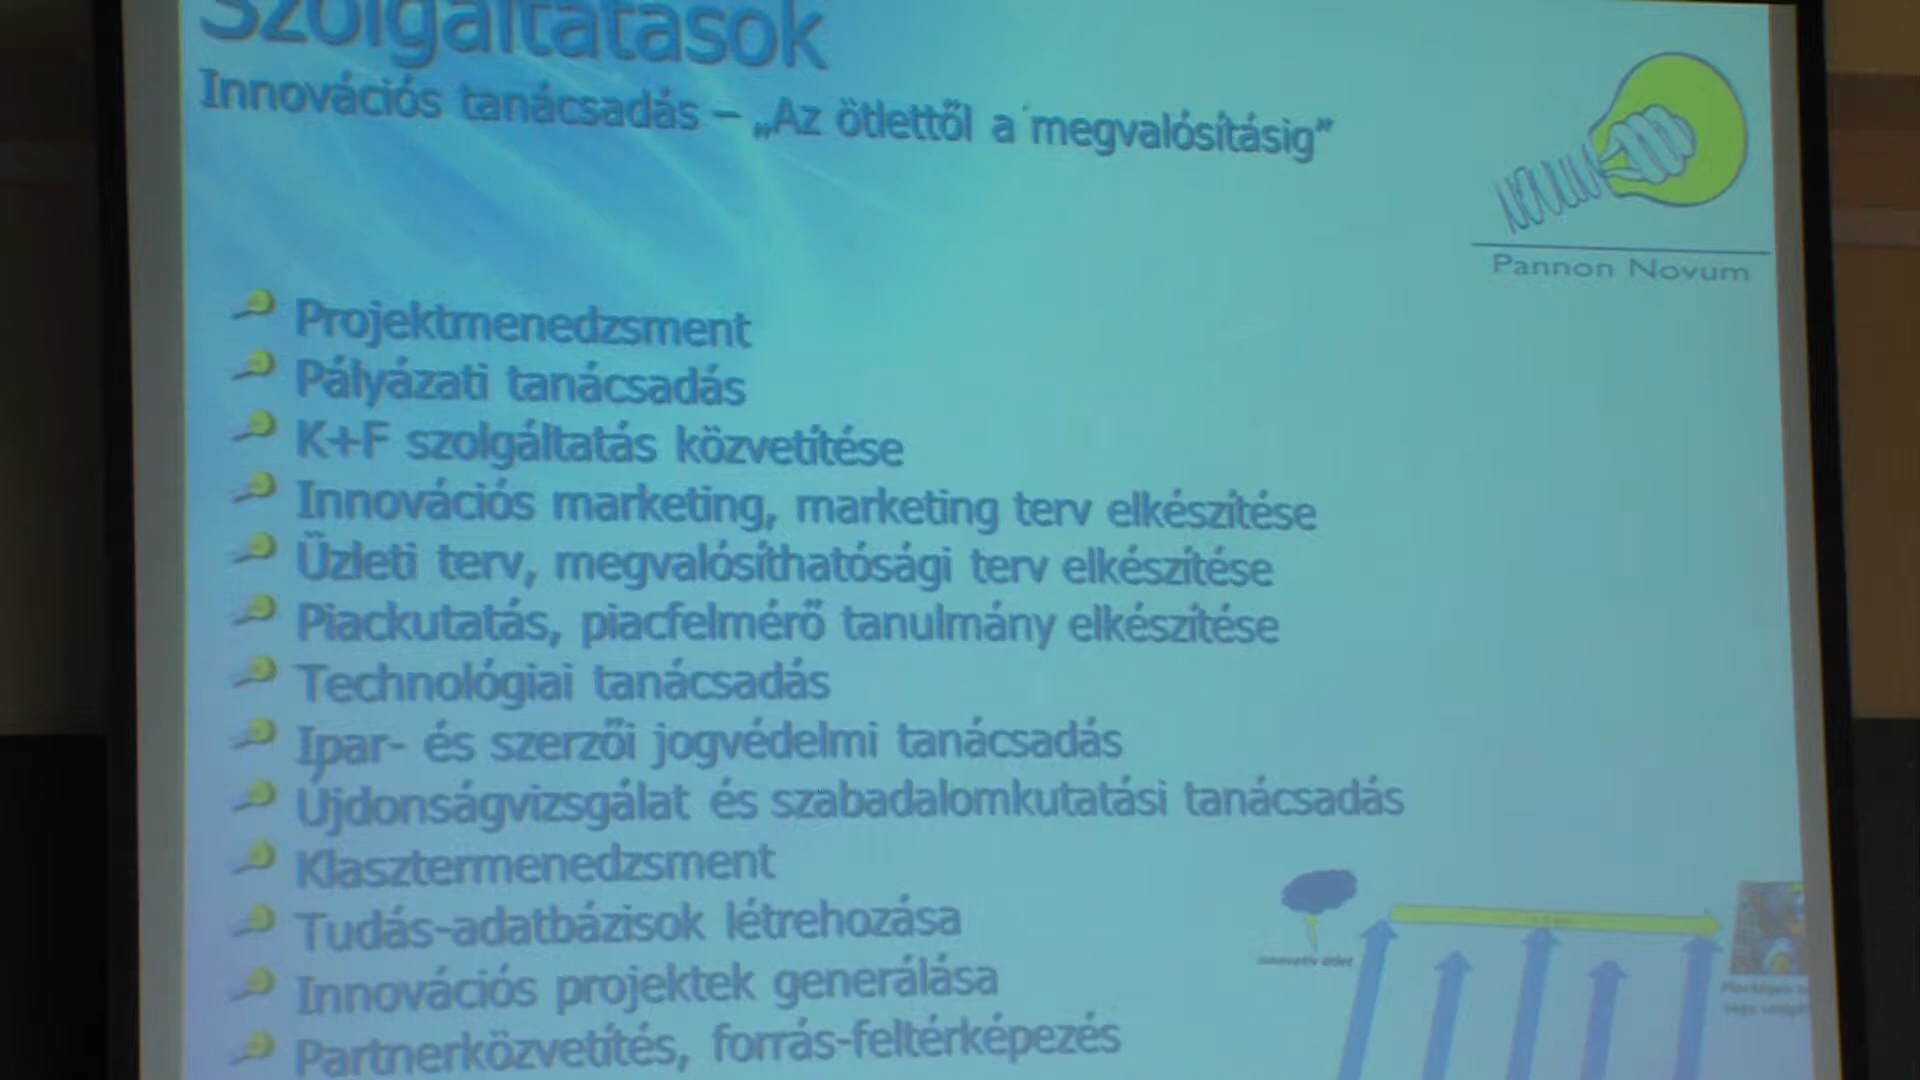 Szolgáltatások
Innovációs tanácsadás – „Az ötlettől a megvalósításig”
Pannon Novum
Projektmenedzsment
Pályázati tanácsadás
K+F szolgáltatás közvetítése
Innovációs marketing, marketing terv elkészítése
Üzleti terv, megvalósíthatósági terv elkészítése
Piackutatás, piacfelmérő tanulmány elkészítése
Technológiai tanácsadás
Ipar- és szerzői jogvédelmi tanácsadás
Újdonságvizsgálat és szabadalomkutatási tanácsadás
Klasztermenedzsment
Tudás-adatbázisok létrehozása
Innovációs projektek generálása
Partnerközvetítés, forrás-feltérképezés
innovatív ötlet